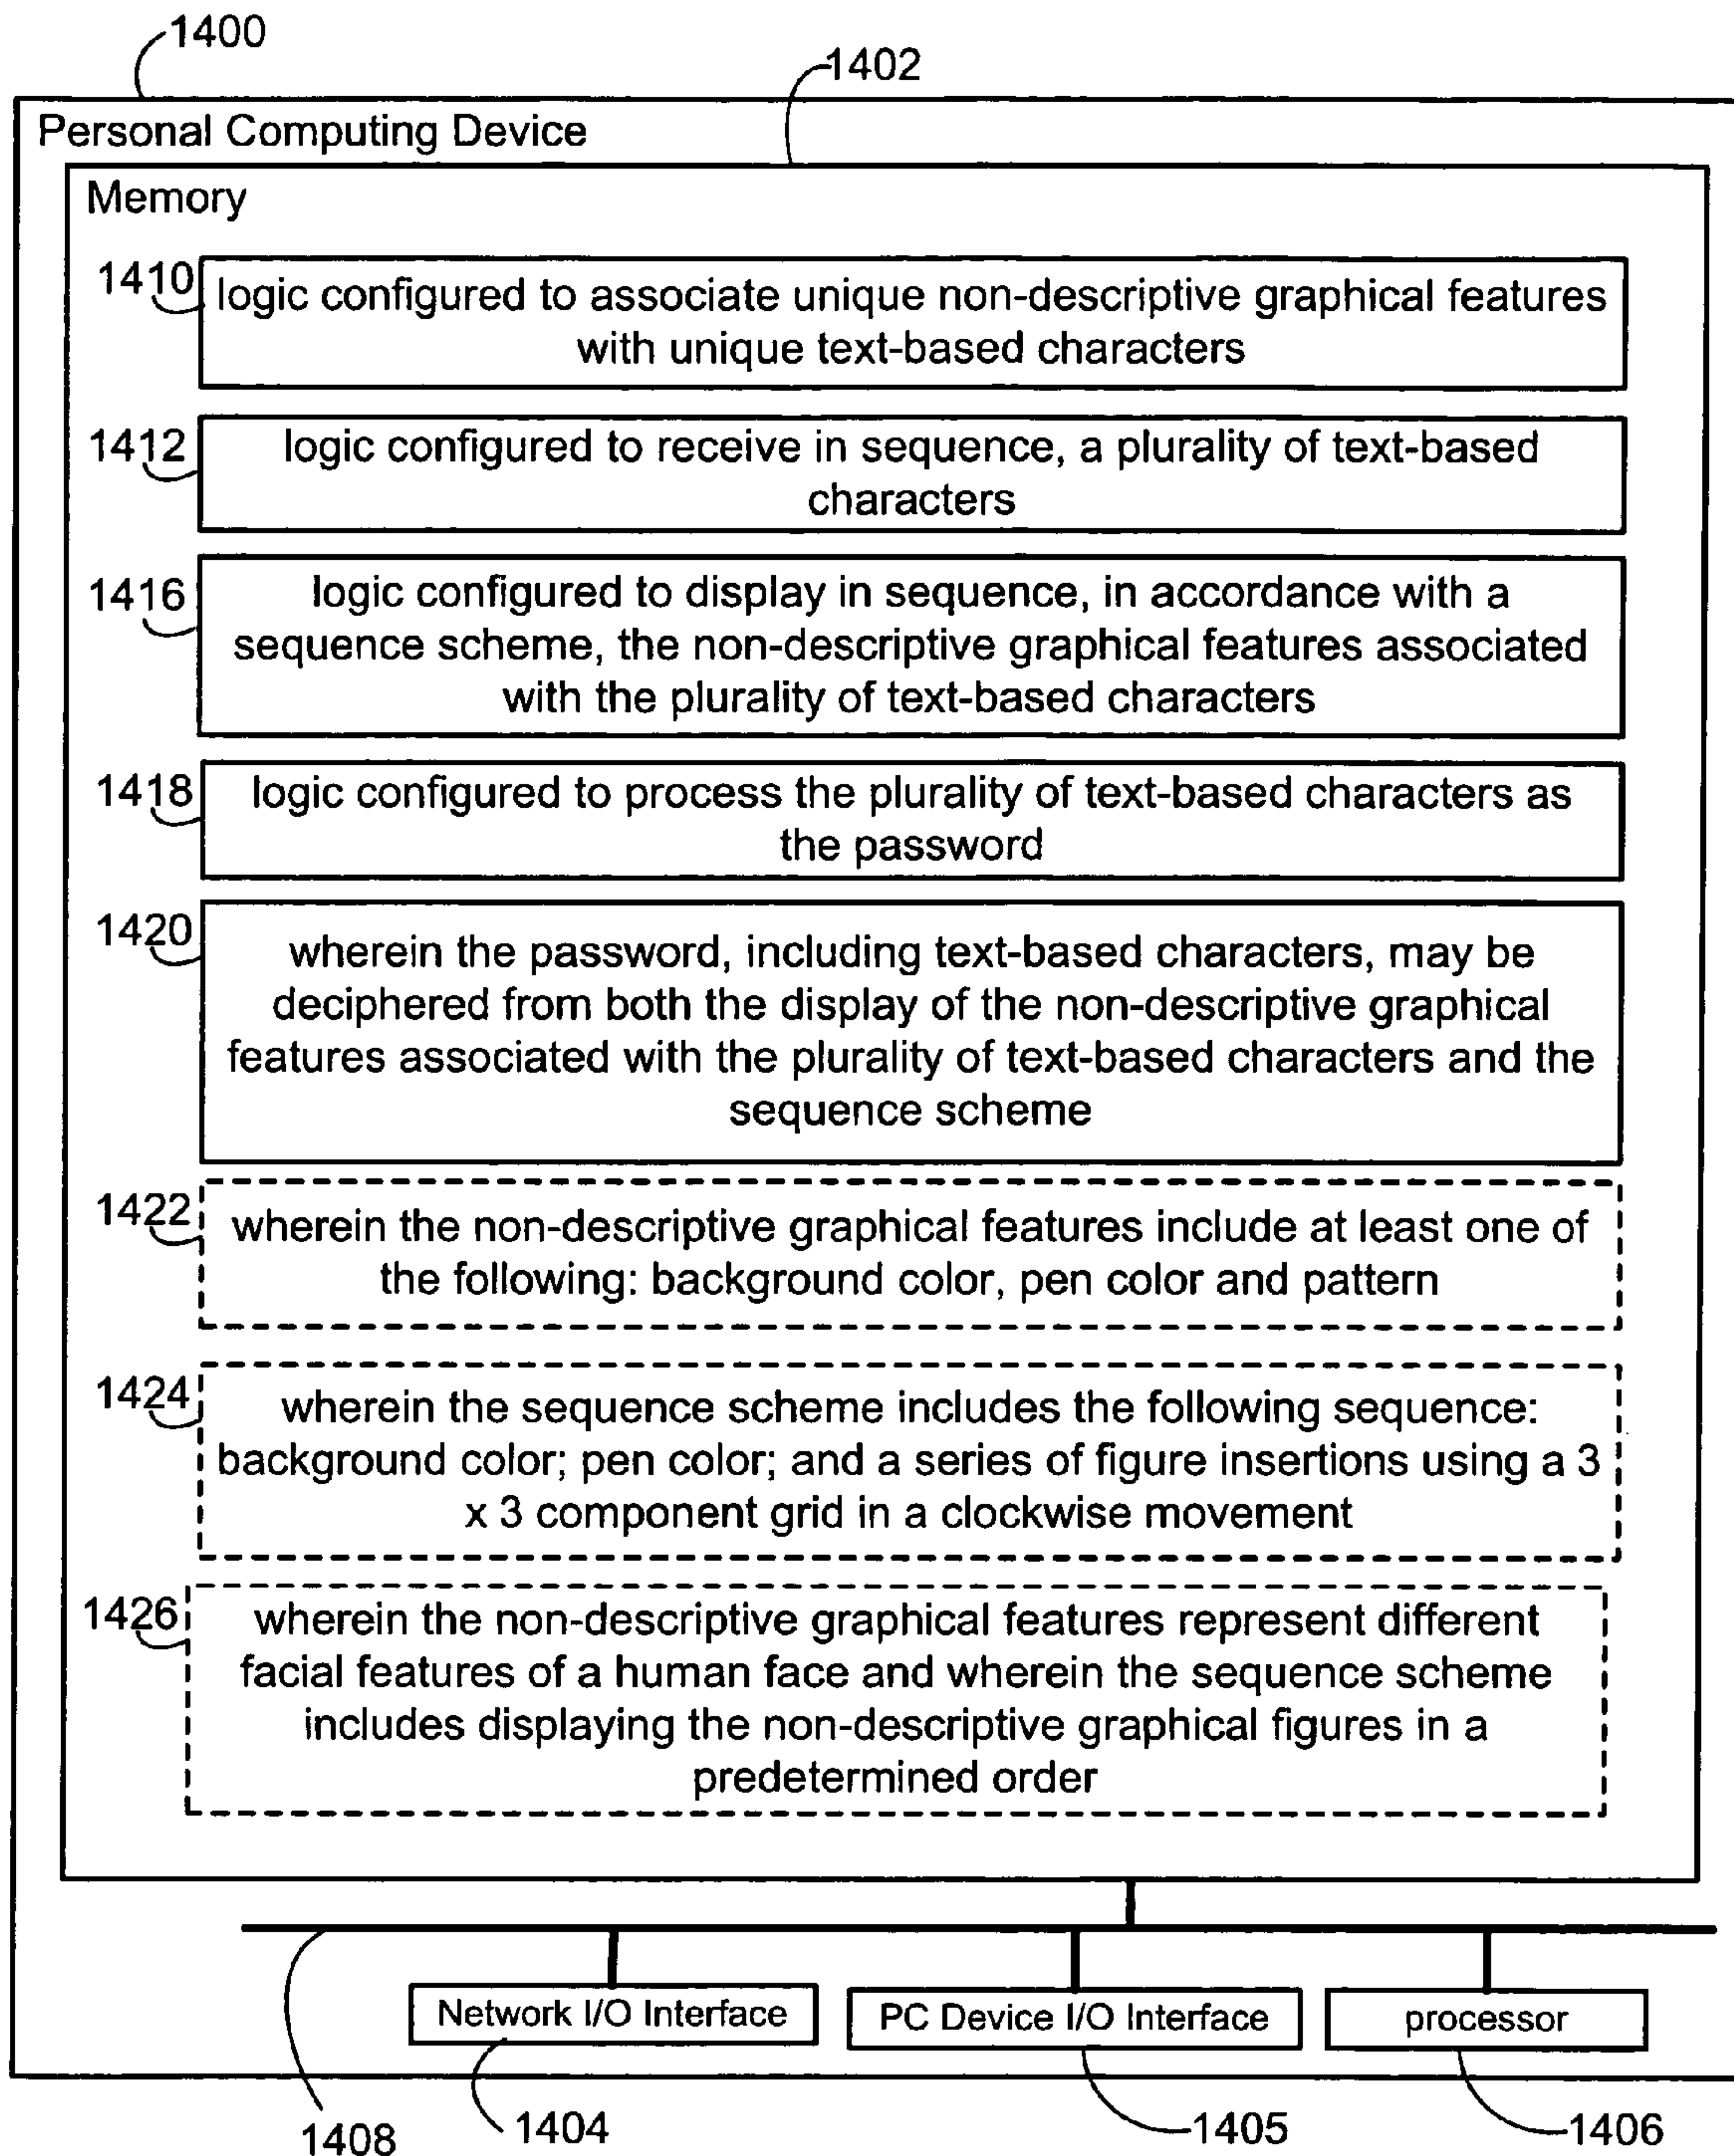 1400
1402
Personal Computing Device
Memory
1410
logic configured to associate unique non-descriptive graphical features
with unique text-based characters
1412
logic configured to receive in sequence, a plurality of text-based
characters
1416
logic configured to display in sequence, in accordance with a
sequence scheme, the non-descriptive graphical features associated
with the plurality of text-based characters
1418
logic configured to process the plurality of text-based characters as
the password
1420
wherein the password, including text-based characters, may be
deciphered from both the display of the non-descriptive graphical
features associated with the plurality of text-based characters and the
sequence scheme
1422
wherein the non-descriptive graphical features include at least one of
the following: background color, pen color and pattern
1424
wherein the sequence scheme includes the following sequence:
background color; pen color; and a series of figure insertions using a 3
x 3 component grid in a clockwise movement
1426
wherein the non-descriptive graphical features represent different
facial features of a human face and wherein the sequence scheme
includes displaying the non-descriptive graphical figures in a
predetermined order
Network I/O Interface
PC Device I/O Interface
processor
1408
1404
1405
1406